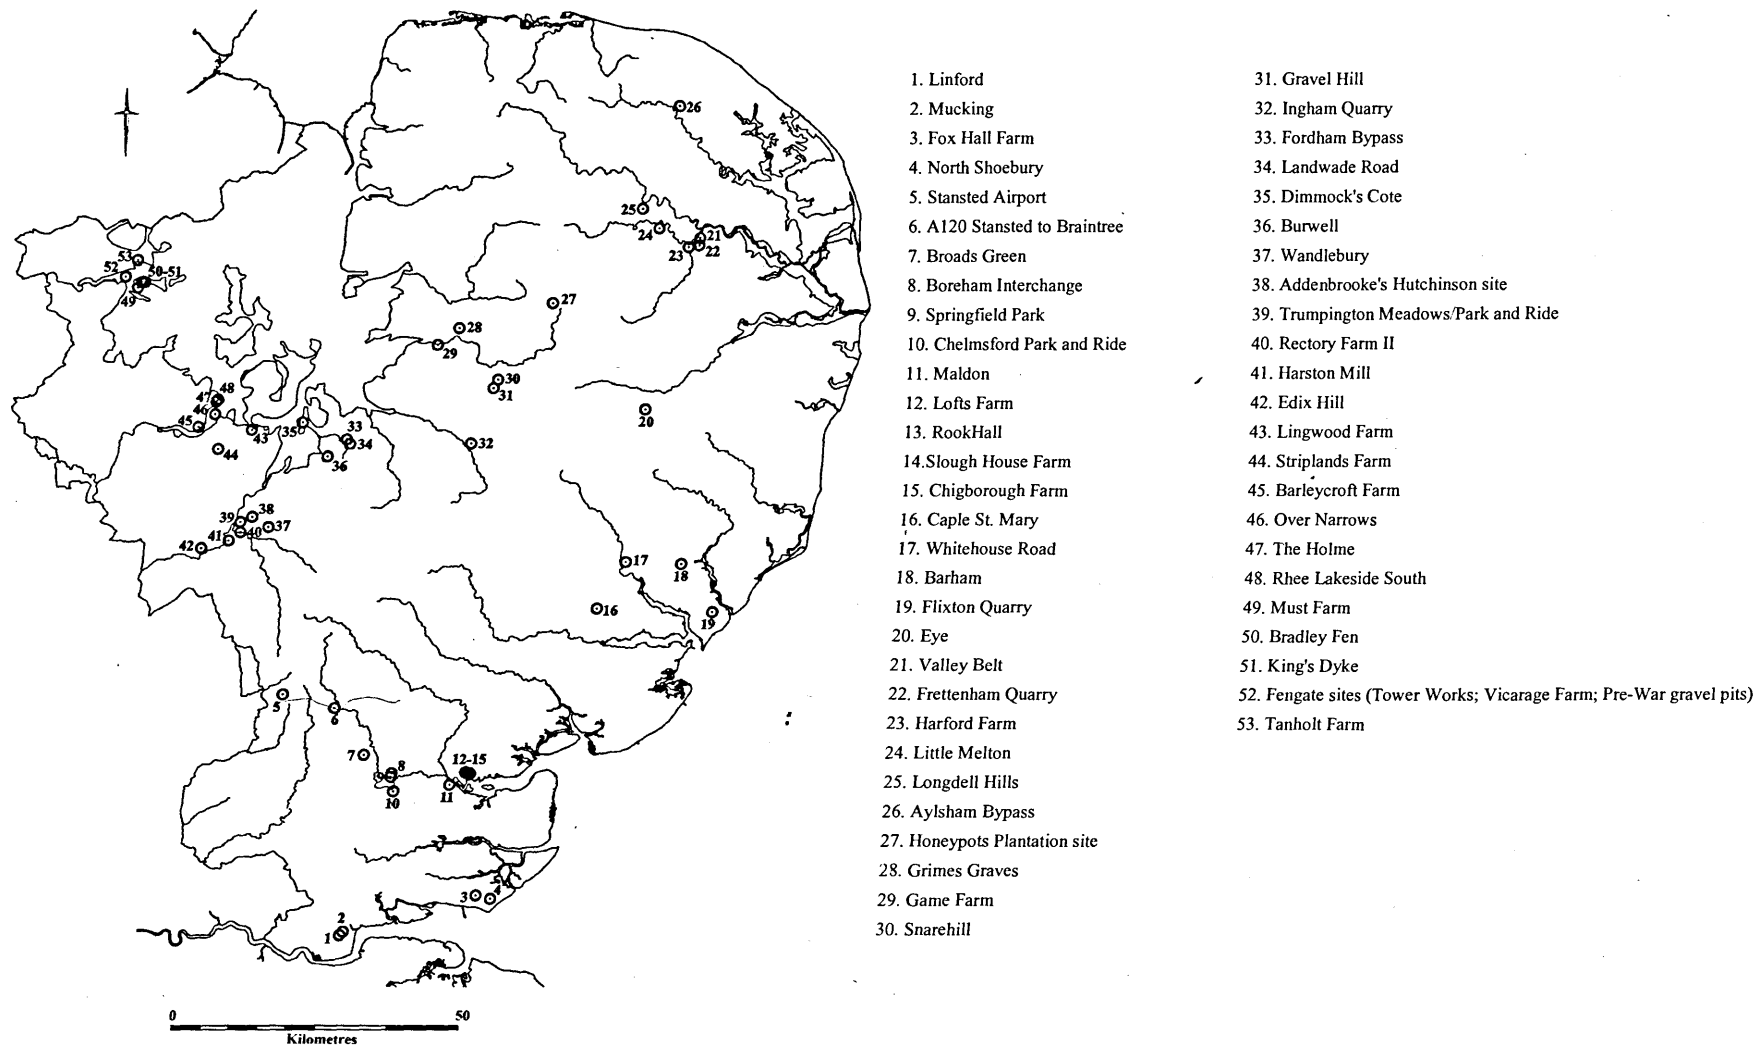 26
25
24
21
22
23
53
52
50-51
49
27
28
29
30
31
48
47
46
45
44
43
35
33
34
36
32
20
39
38
37
40
41
42
17
18
16
19
5
6
7
8
10
12-15
11
3
4
2
1
0 50
Kilometres
1. Linford
2. Mucking
3. Fox Hall Farm
4. North Shoebury
5. Stansted Airport
6. A120 Stansted to Braintree
7. Broads Green
8. Boreham Interchange
9. Springfield Park
10. Chelmsford Park and Ride
11. Maldon
12. Lofts Farm
13. RookHall
14.Slough House Farm
15. Chigborough Farm
16. Caple St. Mary
17. Whitehouse Road
18. Barham
19. Flixton Quarry
20. Eye
21. Valley Belt
22. Frettenham Quarry
23. Harford Farm
24. Little Melton
25. Longdell Hills
26. Aylsham Bypass
27. Honeypots Plantation site
28. Grimes Graves
29. Game Farm
30. Snarehill
31. Gravel Hill
32. Ingham Quarry
33. Fordham Bypass
34. Landwade Road
35. Dimmock's Cote
36. Burwell
37. Wandlebury
38. Addenbrooke's Hutchinson site
39. Trumpington Meadows/Park and Ride
40. Rectory Farm II
41. Harston Mill
42. Edix Hill
43. Lingwood Farm
44. Striplands Farm
45. Barleycroft Farm
46. Over Narrows
47. The Holme
48. Rhee Lakeside South
49. Must Farm
50. Bradley Fen
51. King's Dyke
52. Fengate sites (Tower Works; Vicarage Farm; Pre-War gravel pits)
53. Tanholt Farm